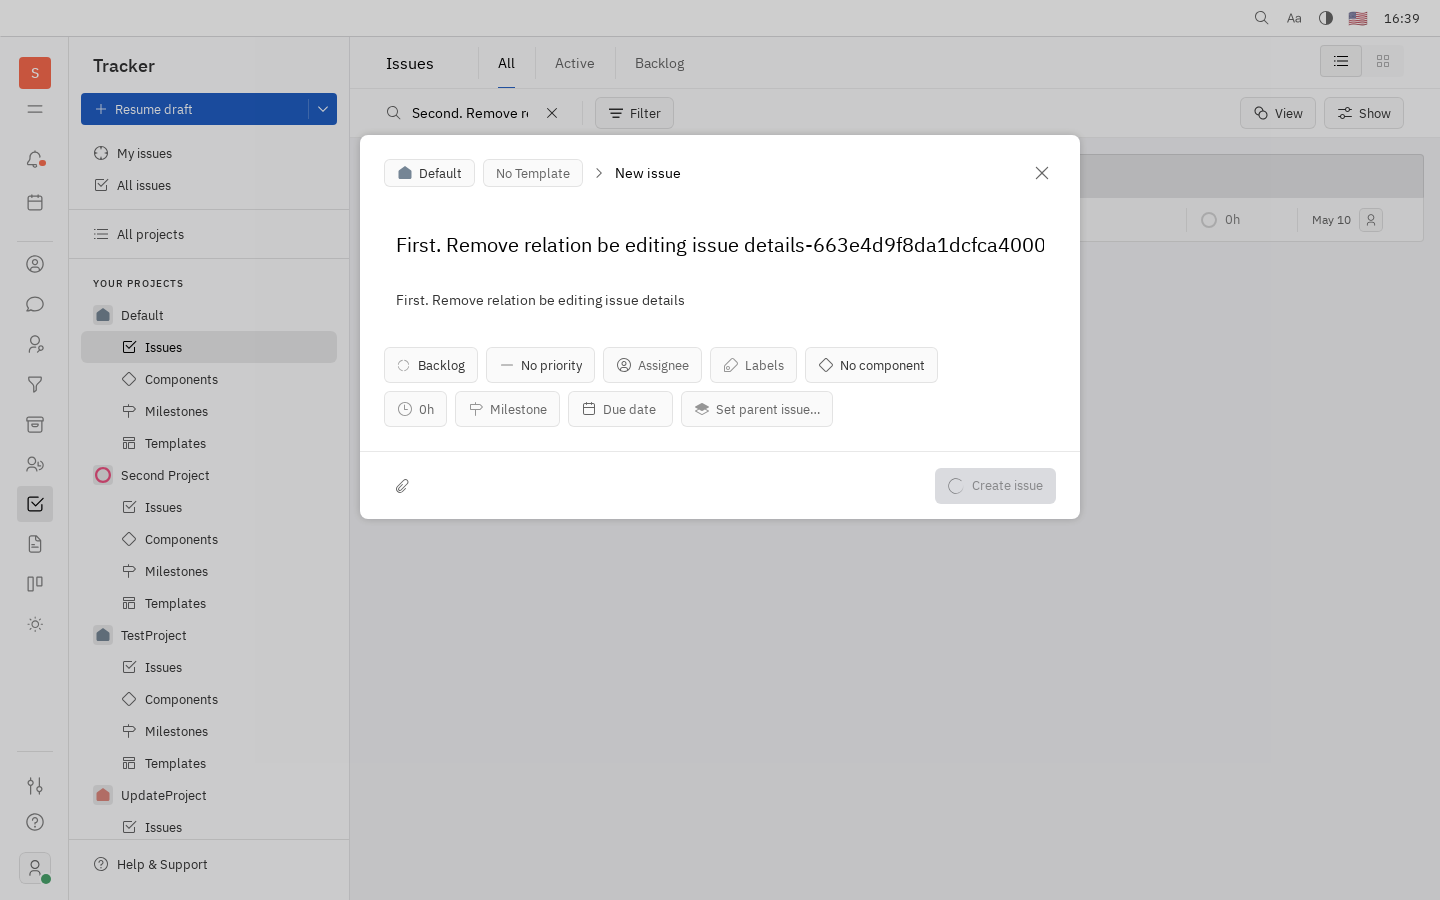 Aa
16:39
S
Tracker
Resume draft
My issues
All issues
All projects
YOUR PROJECTS
Default
Issues
Components
Milestones
Templates
Second Project
Issues
Components
Milestones
Templates
TestProject
Issues
Components
Milestones
Templates
UpdateProject
Issues
Help & Support
Issues
All
Active
Backlog
Second. Remove re
Filter
View
Show
0h
May 10
Default
No Template
New issue
First. Remove relation be editing issue details-663e4d9f8da1dcfca4000
First. Remove relation be editing issue details
Backlog
No priority
Assignee
Labels
No component
0h
Milestone
Due date
Set parent issue...
Create issue